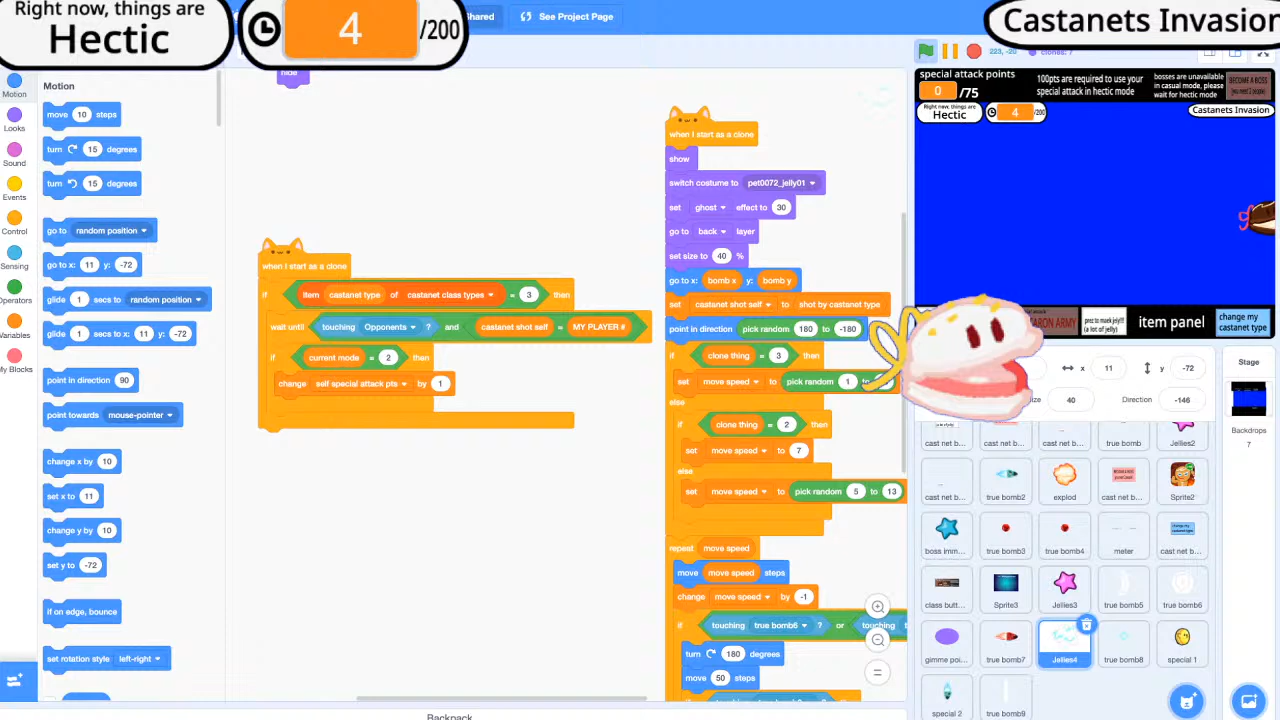 Right now, things are
Hectic
4
/200
Castanets Invasion
Shared
See Project Page
Motion
Looks
Sound
Events
Control
Sensing
Operators
Variables
My Blocks
Motion
move 10 steps
turn 15 degrees
turn 15 degrees
go to random position
go to x: 11 y: -72
glide 1 secs to random position
glide 1 secs to x: 11 y: -72
point in direction 90
point towards mouse-pointer
change x by 10
set x to 11
change y by 10
set y to -72
if on edge, bounce
set rotation style left-right
hide
when I start as a clone
if item castanet type of castanet class types = 3 then
wait until touching Opponents ? and castanet shot self = MY PLAYER #
if current mode = 2 then
change self special attack pts by 1
when I start as a clone
show
switch costume to pet0072_jelly01
set ghost effect to 30
go to back layer
set size to 40 %
go to x: bomb x y: bomb y
set castanet shot self to shot by castanet type
point in direction pick random 180 to -180
if clone thing = 3 then
set move speed to pick random 1 to
else
if clone thing = 2 then
set move speed to 7
else
set move speed to pick random 5 to 13
repeat move speed
move move speed steps
change move speed by -1
if touching true bomb6 ? or touching
turn 180 degrees
move 50 steps
Backpack
223, -20
clones: 7
special attack points
0 /75
100pts are required to use your
special attack in hectic mode
bosses are unavailable
in casual mode, please
wait for hectic mode
BECOME A BOSS
Right now, things are
Hectic
4 /200
Castanets Invasion
press to mask jelly!!!
(a lot of jelly)
item panel
change my
castanet type
x 11
y -72
Size 40
Direction -146
Stage
Backdrops
7
cast net b...
cast net b...
cast net b...
true bomb
Jellies2
cast net b...
true bomb2
explod
cast net b...
Sprite2
boss imm...
true bomb3
true bomb4
meter
cast net b...
class butt...
Sprite3
Jellies3
true bomb5
true bomb6
gimme poi...
true bomb7
Jellies4
true bomb8
special 1
special 2
true bomb9